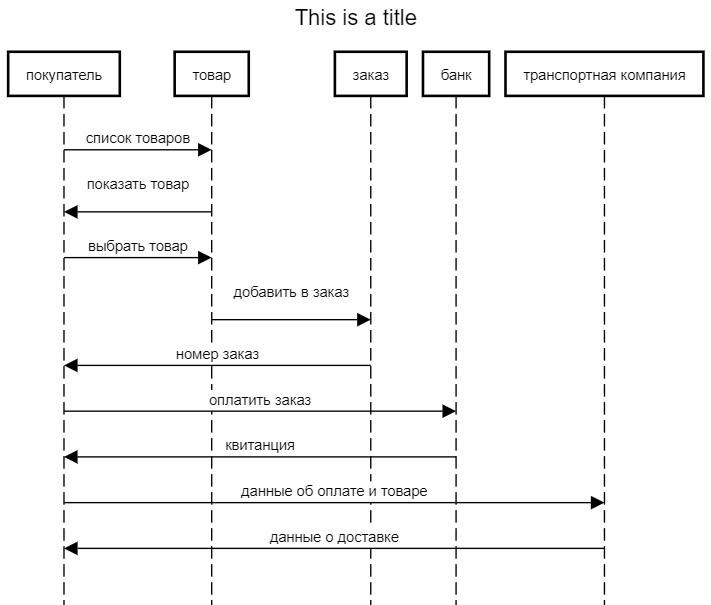 This is a title
покупатель
товар
заказ
банк
транспортная компания
список товаров
показать товар
выбрать товар
добавить в заказ
номер заказ
оплатить заказ
квитанция
данные об оплате и товаре
данные о доставке